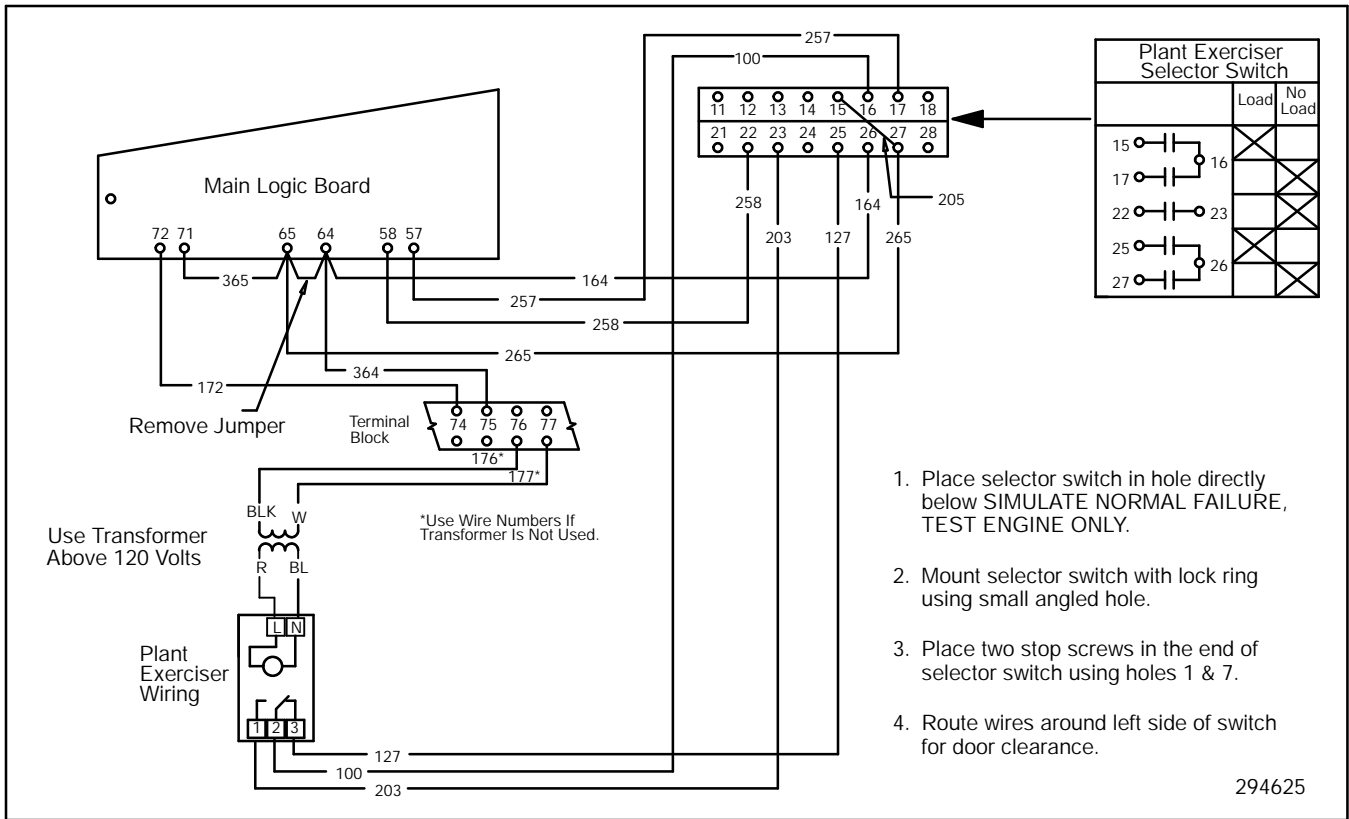 257
100
Plant Exerciser
Selector Switch
Load
No
Load
11 12 13 14 15 16 17 18
21 22 23 24 25 26 27 28
15
16
17
22
23
25
26
27
Main Logic Board
72 71 65 64 58 57
258
203
127
164
265
205
365
164
257
258
265
364
172
Remove Jumper
Terminal
Block
74 75 76 77
176*
177*
BLK W
*Use Wire Numbers If
Transformer Is Not Used.
Use Transformer
Above 120 Volts
R BL
L N
Plant
Exerciser
Wiring
1 2 3
127
100
203
1. Place selector switch in hole directly
below SIMULATE NORMAL FAILURE,
TEST ENGINE ONLY.
2. Mount selector switch with lock ring
using small angled hole.
3. Place two stop screws in the end of
selector switch using holes 1 & 7.
4. Route wires around left side of switch
for door clearance.
294625